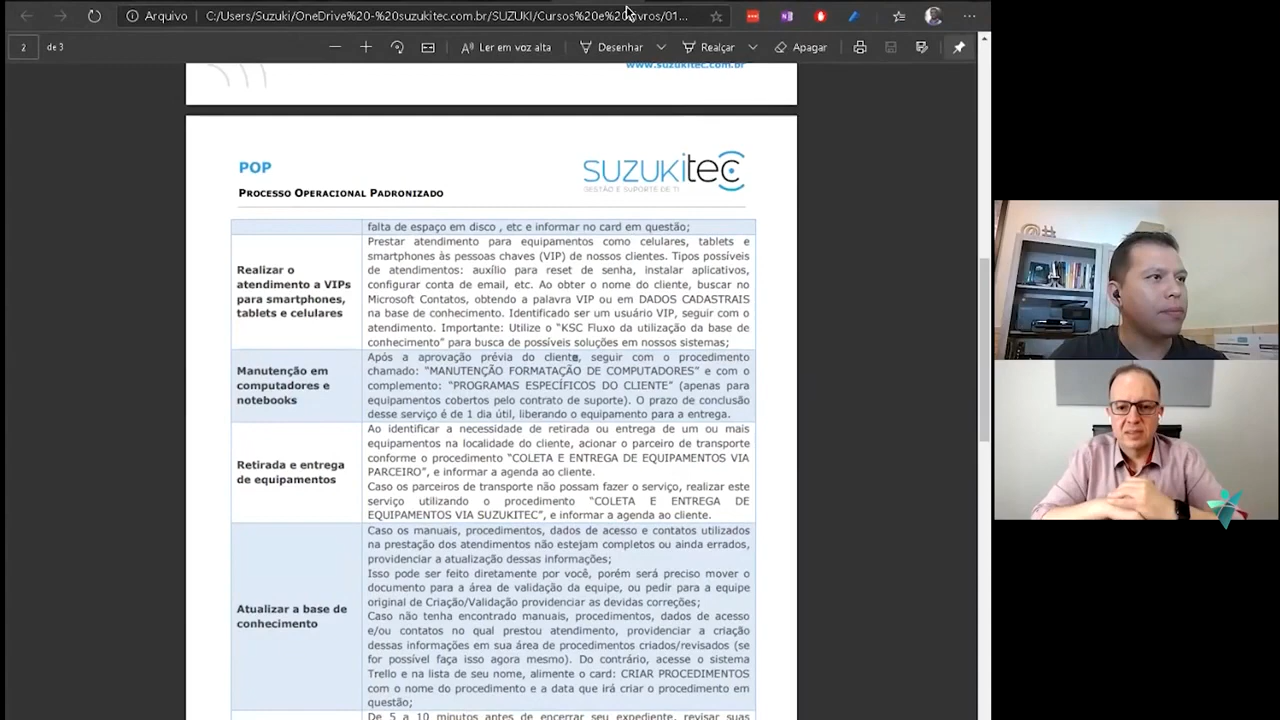 Arquivo
C:/Users/Suzuki/OneDrive%20-%20suzukitec.com.br/SUZUKI/Cursos%20e%20Livros/01...
2 de 3
Ler em voz alta
Desenhar
Realçar
Apagar
www.suzukitec.com.br
POP
SUZUKItec
GESTÃO E SUPORTE DE TI
PROCESSO OPERACIONAL PADRONIZADO
falta de espaço em disco , etc e informar no card em questão;
Realizar o
atendimento a VIPs
para smartphones,
tablets e celulares
Prestar atendimento para equipamentos como celulares, tablets e
smartphones às pessoas chaves (VIP) de nossos clientes. Tipos possíveis
de atendimentos: auxílio para reset de senha, instalar aplicativos,
configurar conta de email, etc. Ao obter o nome do cliente, buscar no
Microsoft Contatos, obtendo a palavra VIP ou em DADOS CADASTRAIS
na base de conhecimento. Identificado ser um usuário VIP, seguir com o
atendimento. Importante: Utilize o “KSC Fluxo da utilização da base de
conhecimento” para busca de possíveis soluções em nossos sistemas;
Manutenção em
computadores e
notebooks
Após a aprovação prévia do cliente, seguir com o procedimento
chamado: “MANUTENÇÃO FORMATAÇÃO DE COMPUTADORES” e com o
complemento: “PROGRAMAS ESPECÍFICOS DO CLIENTE” (apenas para
equipamentos cobertos pelo contrato de suporte). O prazo de conclusão
desse serviço é de 1 dia útil, liberando o equipamento para a entrega.
Retirada e entrega
de equipamentos
Ao identificar a necessidade de retirada ou entrega de um ou mais
equipamentos na localidade do cliente, acionar o parceiro de transporte
conforme o procedimento “COLETA E ENTREGA DE EQUIPAMENTOS VIA
PARCEIRO”, e informar a agenda ao cliente.
Caso os parceiros de transporte não possam fazer o serviço, realizar este
serviço utilizando o procedimento “COLETA E ENTREGA DE
EQUIPAMENTOS VIA SUZUKITEC”, e informar a agenda ao cliente.
Atualizar a base de
conhecimento
Caso os manuais, procedimentos, dados de acesso e contatos utilizados
na prestação dos atendimentos não estejam completos ou ainda errados,
providenciar a atualização dessas informações;
Isso pode ser feito diretamente por você, porém será preciso mover o
documento para a área de validação da equipe, ou pedir para a equipe
original de Criação/Validação providenciar as devidas correções;
Caso não tenha encontrado manuais, procedimentos, dados de acesso
e/ou contatos no qual prestou atendimento, providenciar a criação
dessas informações em sua área de procedimentos criados/revisados (se
for possível faça isso agora mesmo). Do contrário, acesse o sistema
Trello e na lista de seu nome, alimente o card: CRIAR PROCEDIMENTOS
com o nome do procedimento e a data que irá criar o procedimento em
questão;
De 5 a 10 minutos antes de encerrar seu expediente, revisar suas